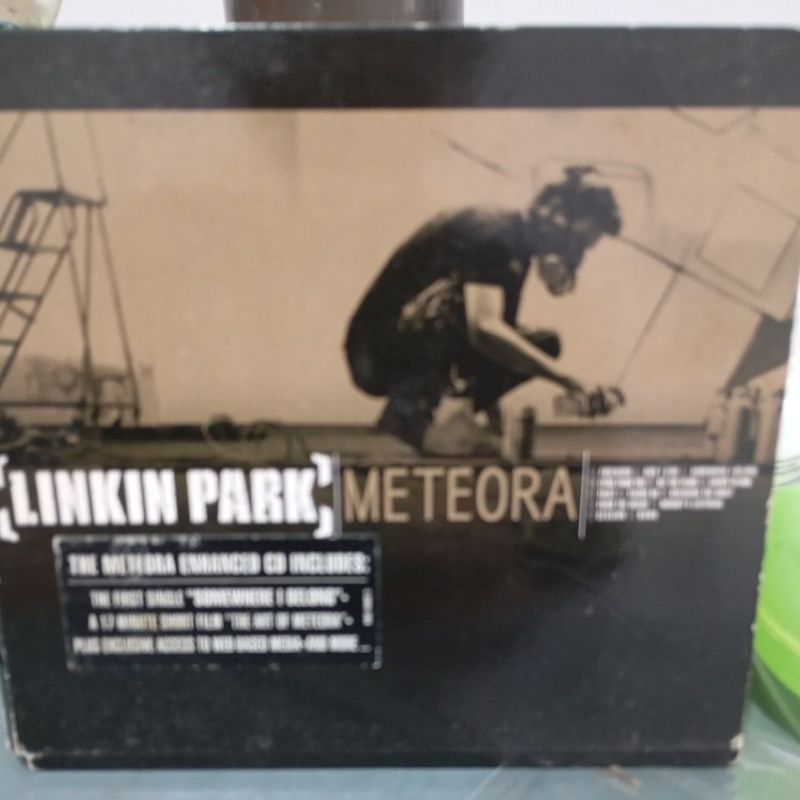 [LINKIN PARK] METEORA
THE METEORA ENHANCED CD INCLUDES:
THE FIRST SINGLE "SOMEWHERE I BELONG"-
A 17 MINUTE SHORT FILM "THE ART OF METEORA"-
PLUS EXCLUSIVE ACCESS TO WEB BASED MEDIA-AND MORE...